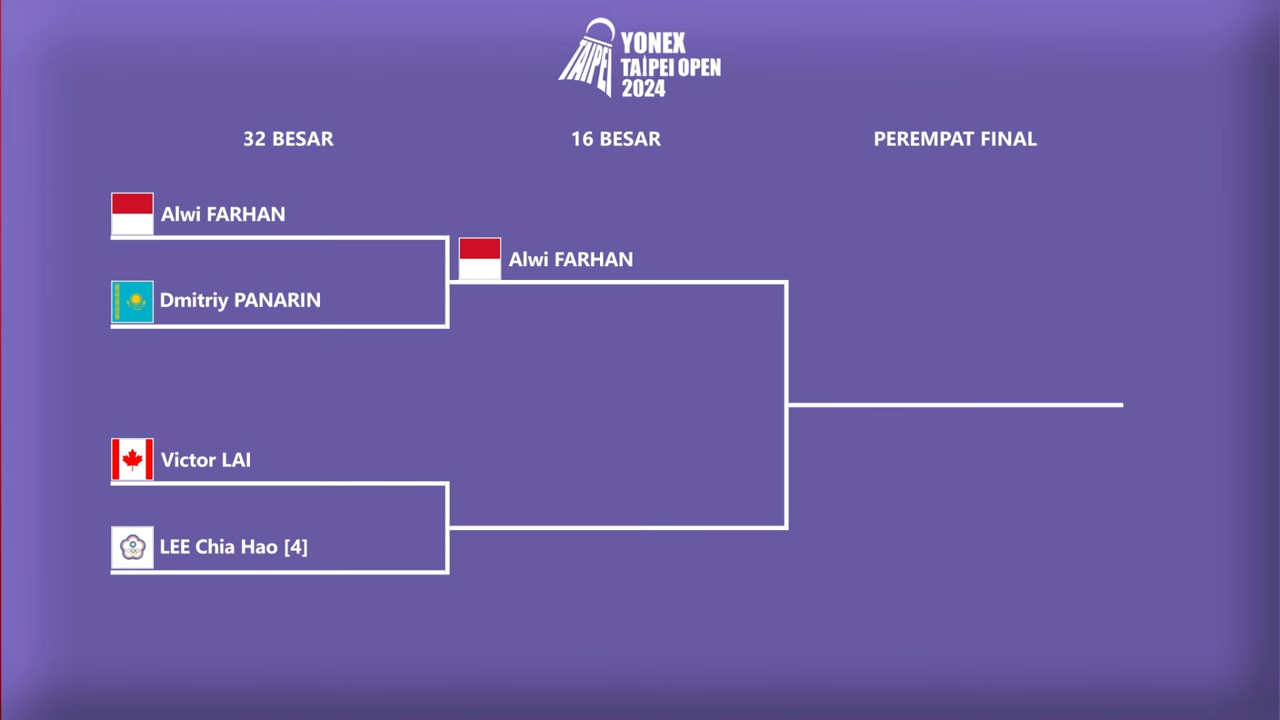 TAIPEI
YONEX
TAIPEI OPEN
2024
32 BESAR
16 BESAR
PEREMPAT FINAL
Alwi FARHAN
Alwi FARHAN
Dmitriy PANARIN
Victor LAI
LEE Chia Hao [4]